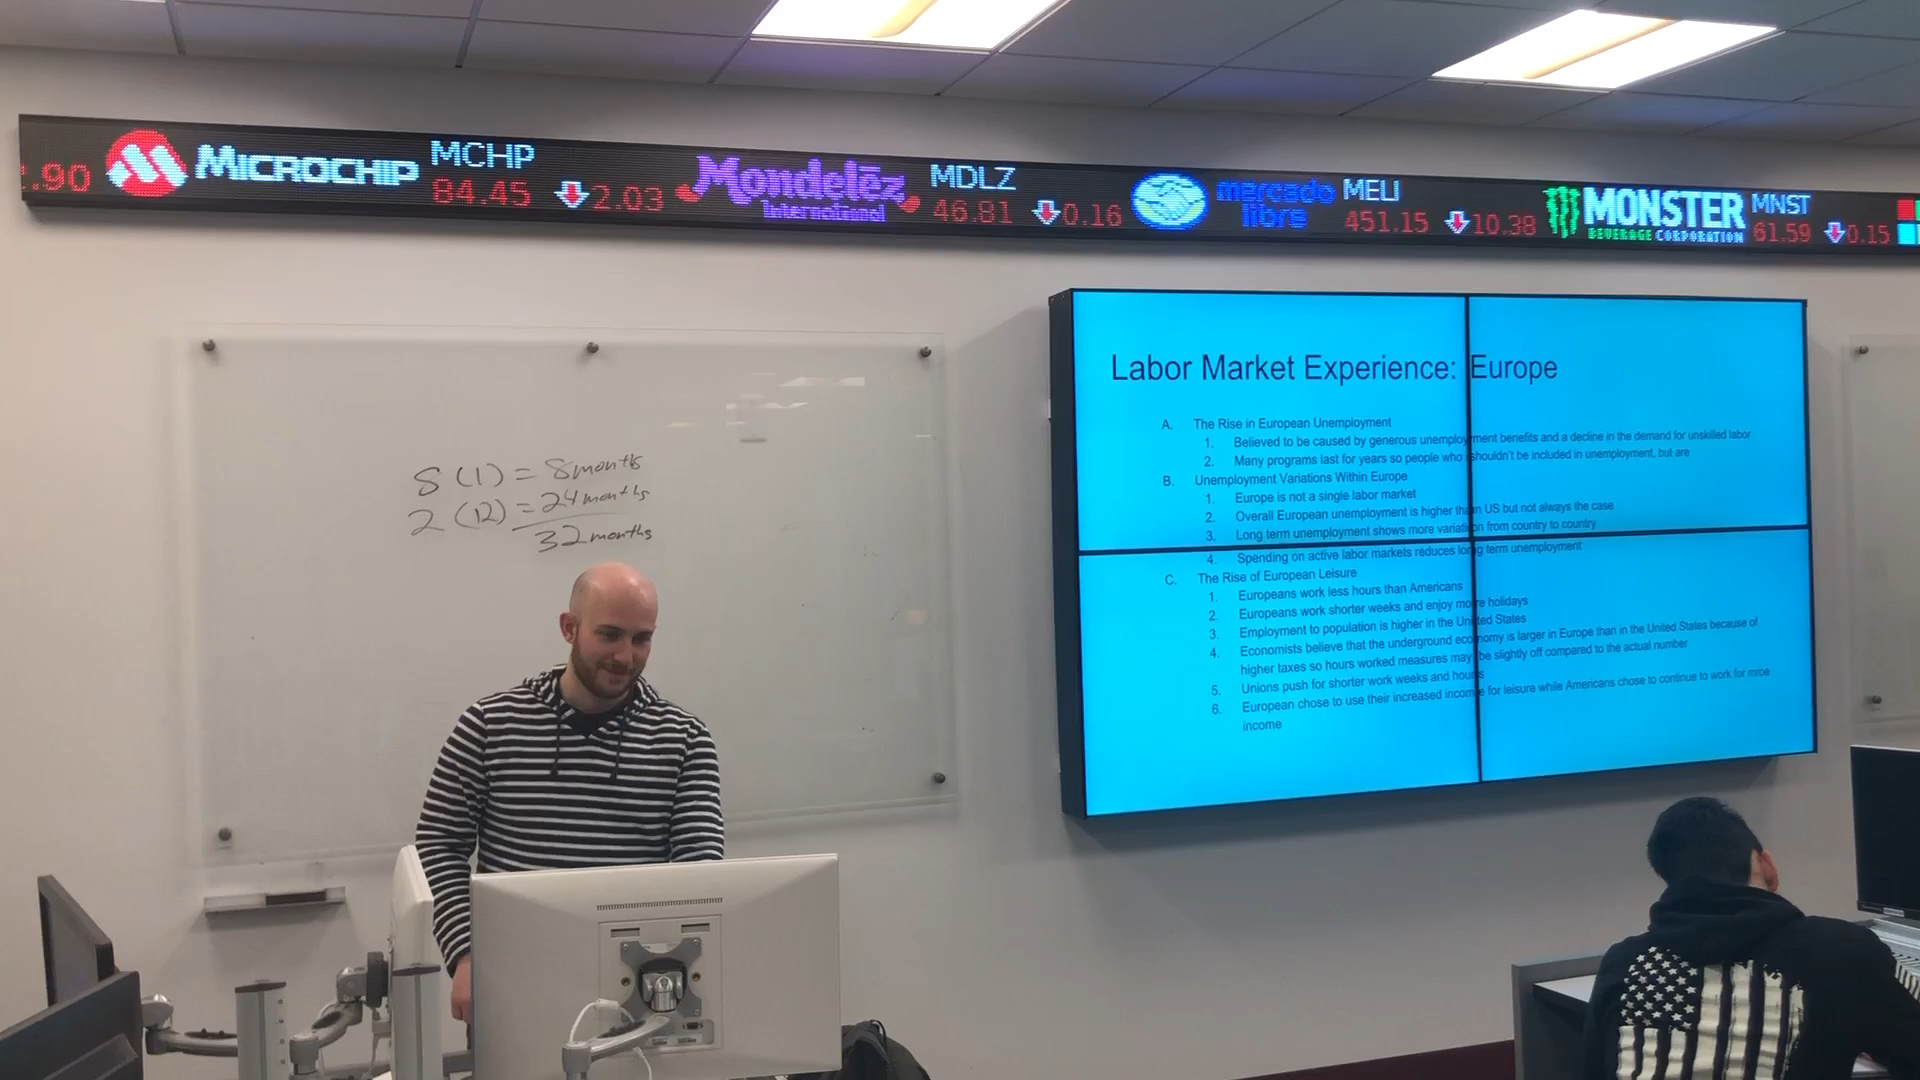 .90 MICROCHIP MCHP 84.45 2.03 Mondelēz International MDLZ 46.81 0.16 mercado libre MELI 451.15 10.38 MONSTER BEVERAGE CORPORATION MNST 61.59 0.15
8 (1) = 8 months
2 (12) = 24 months
32 months
Labor Market Experience: Europe
A. The Rise in European Unemployment
1. Believed to be caused by generous unemployment benefits and a decline in the demand for unskilled labor
2. Many programs last for years so people who shouldn't be included in unemployment, but are
B. Unemployment Variations Within Europe
1. Europe is not a single labor market
2. Overall European unemployment is higher than US but not always the case
3. Long term unemployment shows more variation from country to country
4. Spending on active labor markets reduces long term unemployment
C. The Rise of European Leisure
1. Europeans work less hours than Americans
2. Europeans work shorter weeks and enjoy more holidays
3. Employment to population is higher in the United States
4. Economists believe that the underground economy is larger in Europe than in the United States because of
higher taxes so hours worked measures may be slightly off compared to the actual number
5. Unions push for shorter work weeks and hours
6. European chose to use their increased income for leisure while Americans chose to continue to work for mroe
income